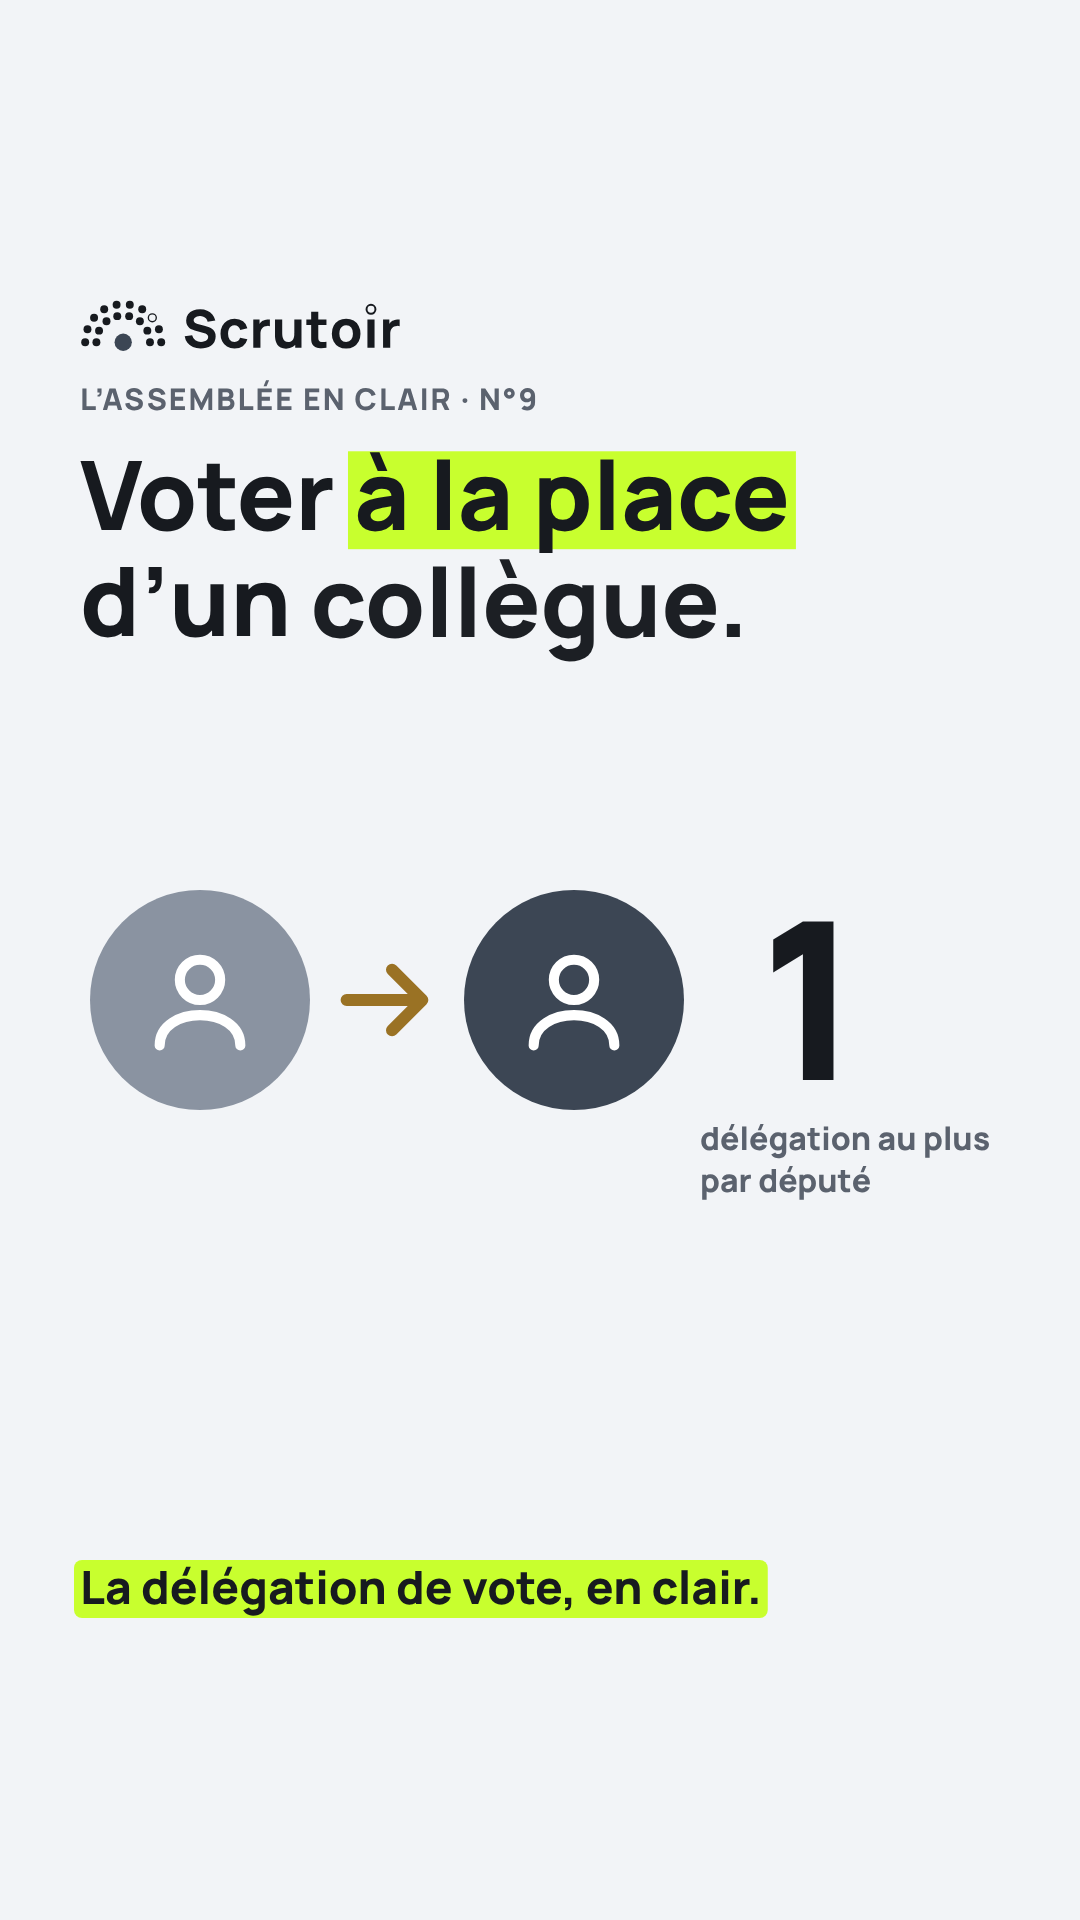 Scrutoir
L’ASSEMBLÉE EN CLAIR · N°9
Voter à la place
d’un collègue.
1
délégation au plus
par député
La délégation de vote, en clair.